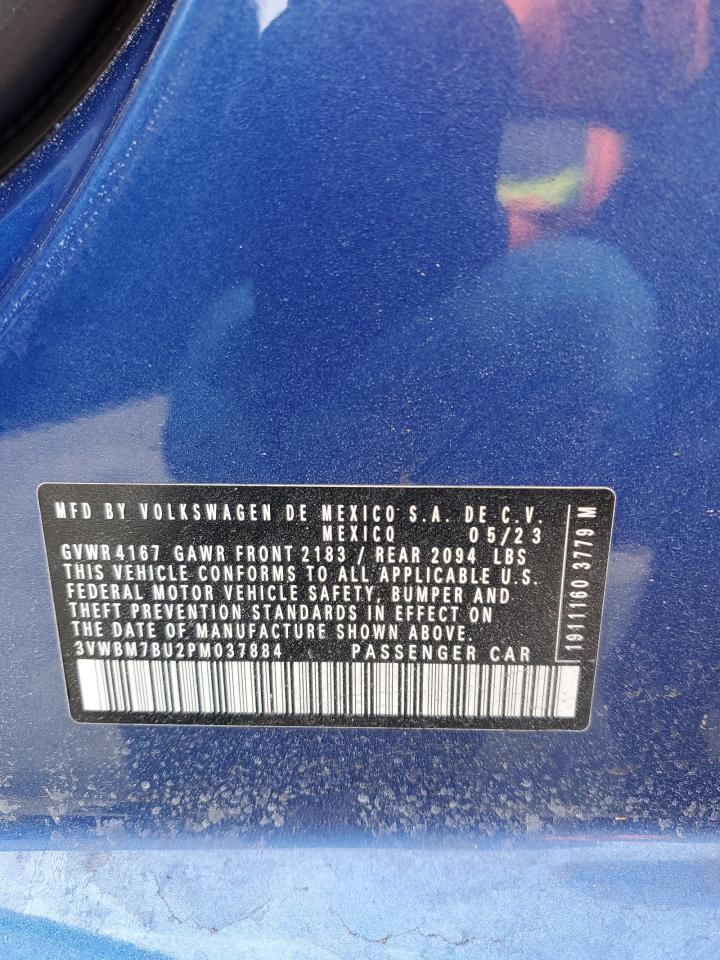 MFD BY VOLKSWAGEN DE MEXICO S.A. DE C.V.
MEXICO 05/23
GVWR 4167 GAWR FRONT 2183 / REAR 2094 LBS
THIS VEHICLE CONFORMS TO ALL APPLICABLE U.S.
FEDERAL MOTOR VEHICLE SAFETY, BUMPER AND
THEFT PREVENTION STANDARDS IN EFFECT ON
THE DATE OF MANUFACTURE SHOWN ABOVE.
3VWBM7BU2PM037884 PASSENGER CAR
1911160 3779 M